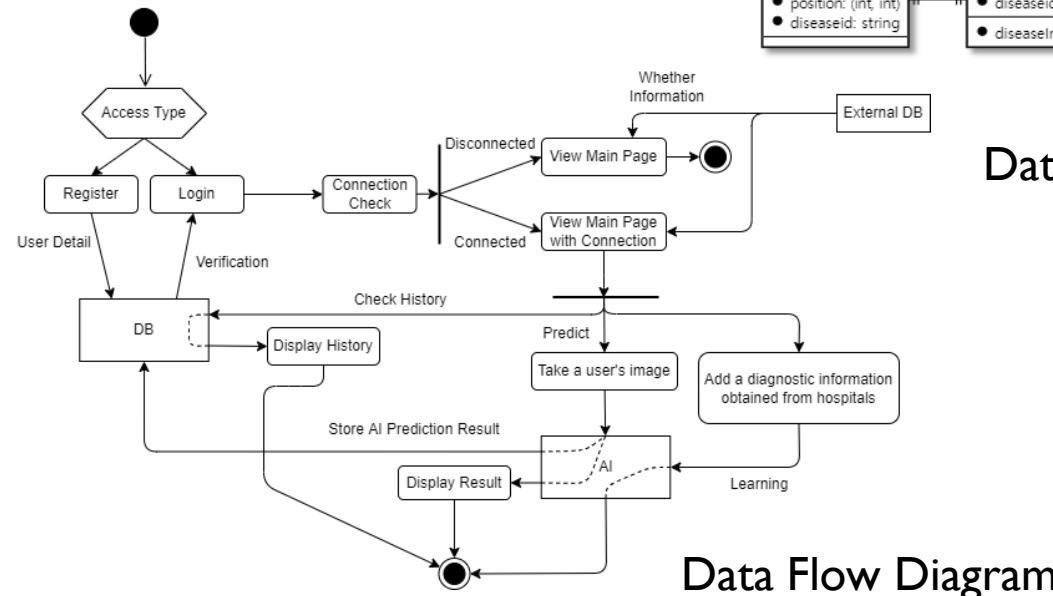 position: (int, int)
diseaseid: string
Access Type
Register
Login
User Detail
Verification
DB
Connection
Check
Disconnected
Connected
View Main Page
View Main Page
with Connection
Whether
Information
External DB
Check History
Display History
Predict
Take a user's image
Add a diagnostic information
obtained from hospitals
Store AI Prediction Result
AI
Learning
Display Result
Data Flow Diagram